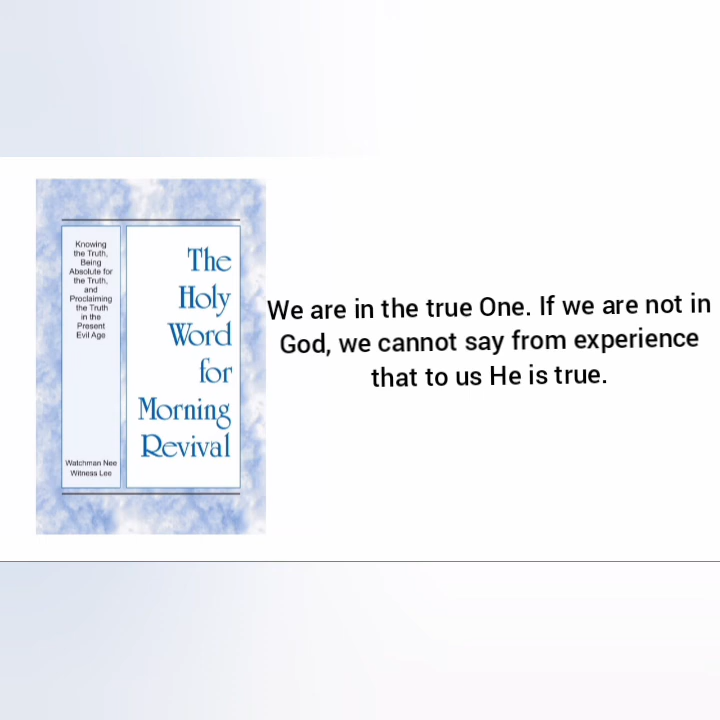 Knowing
the Truth,
Being
Absolute for
the Truth,
and
Proclaiming
the Truth
in the
Present
Evil Age
Watchman Nee
Witness Lee
The
Holy
Word
for
Morning
Revival
We are in the true One. If we are not in
God, we cannot say from experience
that to us He is true.